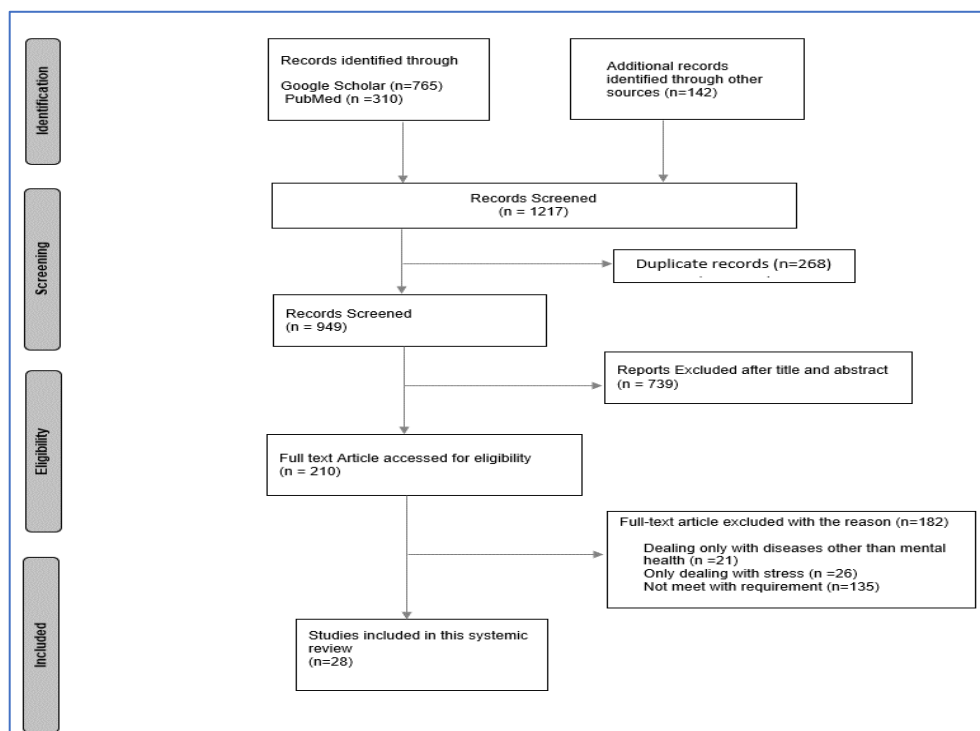 Identification
Records identified through
Google Scholar (n=765)
PubMed (n =310)
Additional records
identified through other
sources (n=142)
Screening
Records Screened
(n = 1217)
Duplicate records (n=268)
Records Screened
(n = 949)
Reports Excluded after title and abstract
(n = 739)
Eligibility
Full text Article accessed for eligibility
(n = 210)
Full-text article excluded with the reason (n=182)
Dealing only with diseases other than mental
health (n =21)
Only dealing with stress (n =26)
Not meet with requirement (n=135)
Included
Studies included in this systemic
review
(n=28)